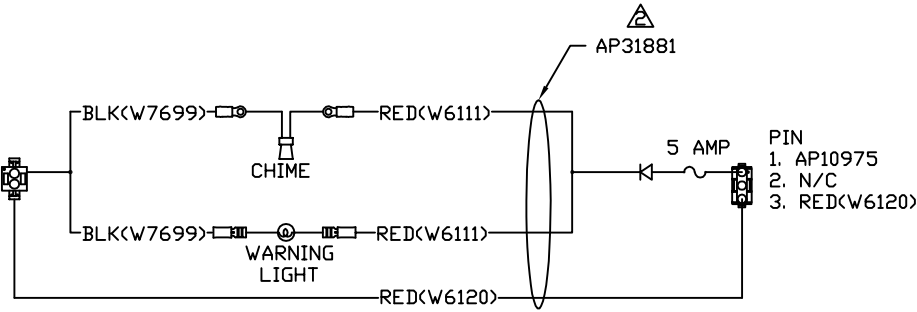 2
AP31881
BLK(W7699)
RED(W6111)
CHIME
5 AMP
PIN
1. AP10975
2. N/C
3. RED(W6120)
BLK(W7699)
RED(W6111)
WARNING
LIGHT
RED(W6120)